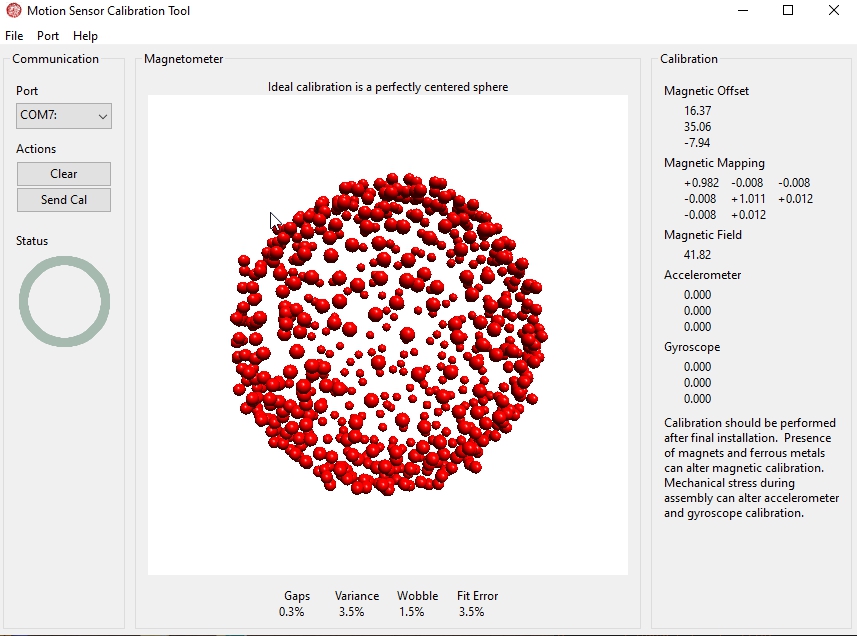 Motion Sensor Calibration Tool
File Port Help
Communication
Port
COM7:
Actions
Clear
Send Cal
Status
Magnetometer
Ideal calibration is a perfectly centered sphere
Gaps Variance Wobble Fit Error
0.3% 3.5% 1.5% 3.5%
Calibration
Magnetic Offset
16.37
35.06
-7.94
Magnetic Mapping
+0.982 -0.008 -0.008
-0.008 +1.011 +0.012
-0.008 +0.012
Magnetic Field
41.82
Accelerometer
0.000
0.000
0.000
Gyroscope
0.000
0.000
0.000
Calibration should be performed
after final installation. Presence
of magnets and ferrous metals
can alter magnetic calibration.
Mechanical stress during
assembly can alter accelerometer
and gyroscope calibration.